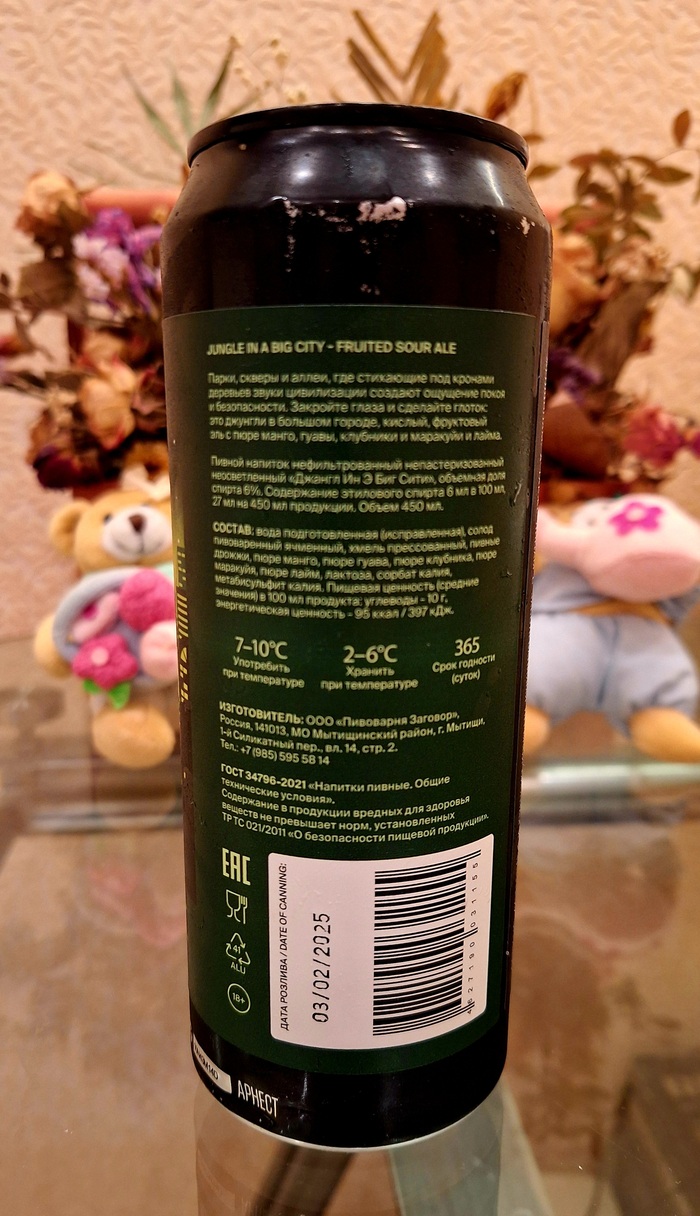 JUNGLE IN A BIG CITY - FRUITED SOUR ALE
Парки, скверы и аллеи, где стихающие под кронами
деревьев звуки цивилизации создают ощущение покоя
и безопасности. Закройте глаза и сделайте глоток:
это джунгли в большом городе, кислый, фруктовый
эль с пюре манго, гуавы, клубники и маракуйи и лайма.
Пивной напиток нефильтрованный непастеризованный
неосветленный «Джангл Ин Э Биг Сити», объемная доля
спирта 6%. Содержание этилового спирта 6 мл в 100 мл,
27 мл на 450 мл продукции. Объем 450 мл.
СОСТАВ: вода подготовленная (исправленная), солод
пивоваренный ячменный, хмель прессованный, пивные
дрожжи, пюре манго, пюре гуава, пюре клубника, пюре
маракуйя, пюре лайм, лактоза, сорбат калия,
метабисульфит калия. Пищевая ценность (средние
значения) в 100 мл продукта: углеводы - 10 г,
энергетическая ценность - 95 ккал / 397 кДж.
7-10°C
Употребить
при температуре
2-6°C
Хранить
при температуре
365
Срок годности
(суток)
ИЗГОТОВИТЕЛЬ: ООО «Пивоварня Заговор»,
Россия, 141013, МО Мытищинский район, г. Мытищи,
1-й Силикатный пер., вл. 14, стр. 2.
Тел.: +7 (985) 595 58 14
ГОСТ 34796-2021 «Напитки пивные. Общие
технические условия».
Содержание в продукции вредных для здоровья
веществ не превышает норм, установленных
ТР ТС 021/2011 «О безопасности пищевой продукции».
EAC
41
ALU
18+
ДАТА РОЗЛИВА / DATE OF CANNING:
03/02/2025
АРНЕСТ